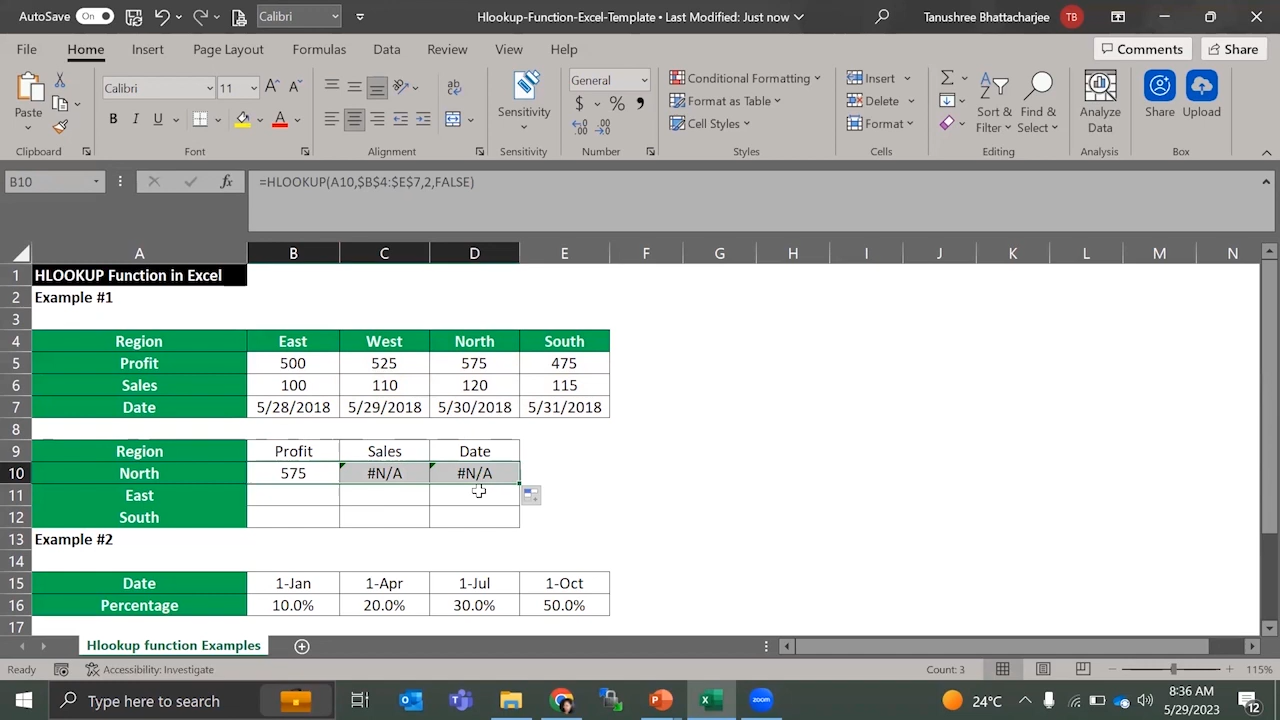 AutoSave On Calibri Hlookup-Function-Excel-Template • Last Modified: Just now Tanushree Bhattacharjee TB
File Home Insert Page Layout Formulas Data Review View Help Comments Share
Paste Calibri 11 A A ab General Conditional Formatting Insert Sort & Find & Analyze Share Upload
B I U A Sensitivity $ % Format as Table Delete Filter Select Data
Cell Styles Format
Clipboard Font Alignment Sensitivity Number Styles Cells Editing Analysis Box
B10 fx =HLOOKUP(A10,$B$4:$E$7,2,FALSE)
A B C D E F G H I J K L M N
1 HLOOKUP Function in Excel
2 Example #1
3
4 Region East West North South
5 Profit 500 525 575 475
6 Sales 100 110 120 115
7 Date 5/28/2018 5/29/2018 5/30/2018 5/31/2018
8
9 Region Profit Sales Date
10 North 575 #N/A #N/A
11 East
12 South
13 Example #2
14
15 Date 1-Jan 1-Apr 1-Jul 1-Oct
16 Percentage 10.0% 20.0% 30.0% 50.0%
17
Hlookup function Examples
Ready Accessibility: Investigate Count: 3 115%
Type here to search zoom 24°C 8:36 AM
5/29/2023 12